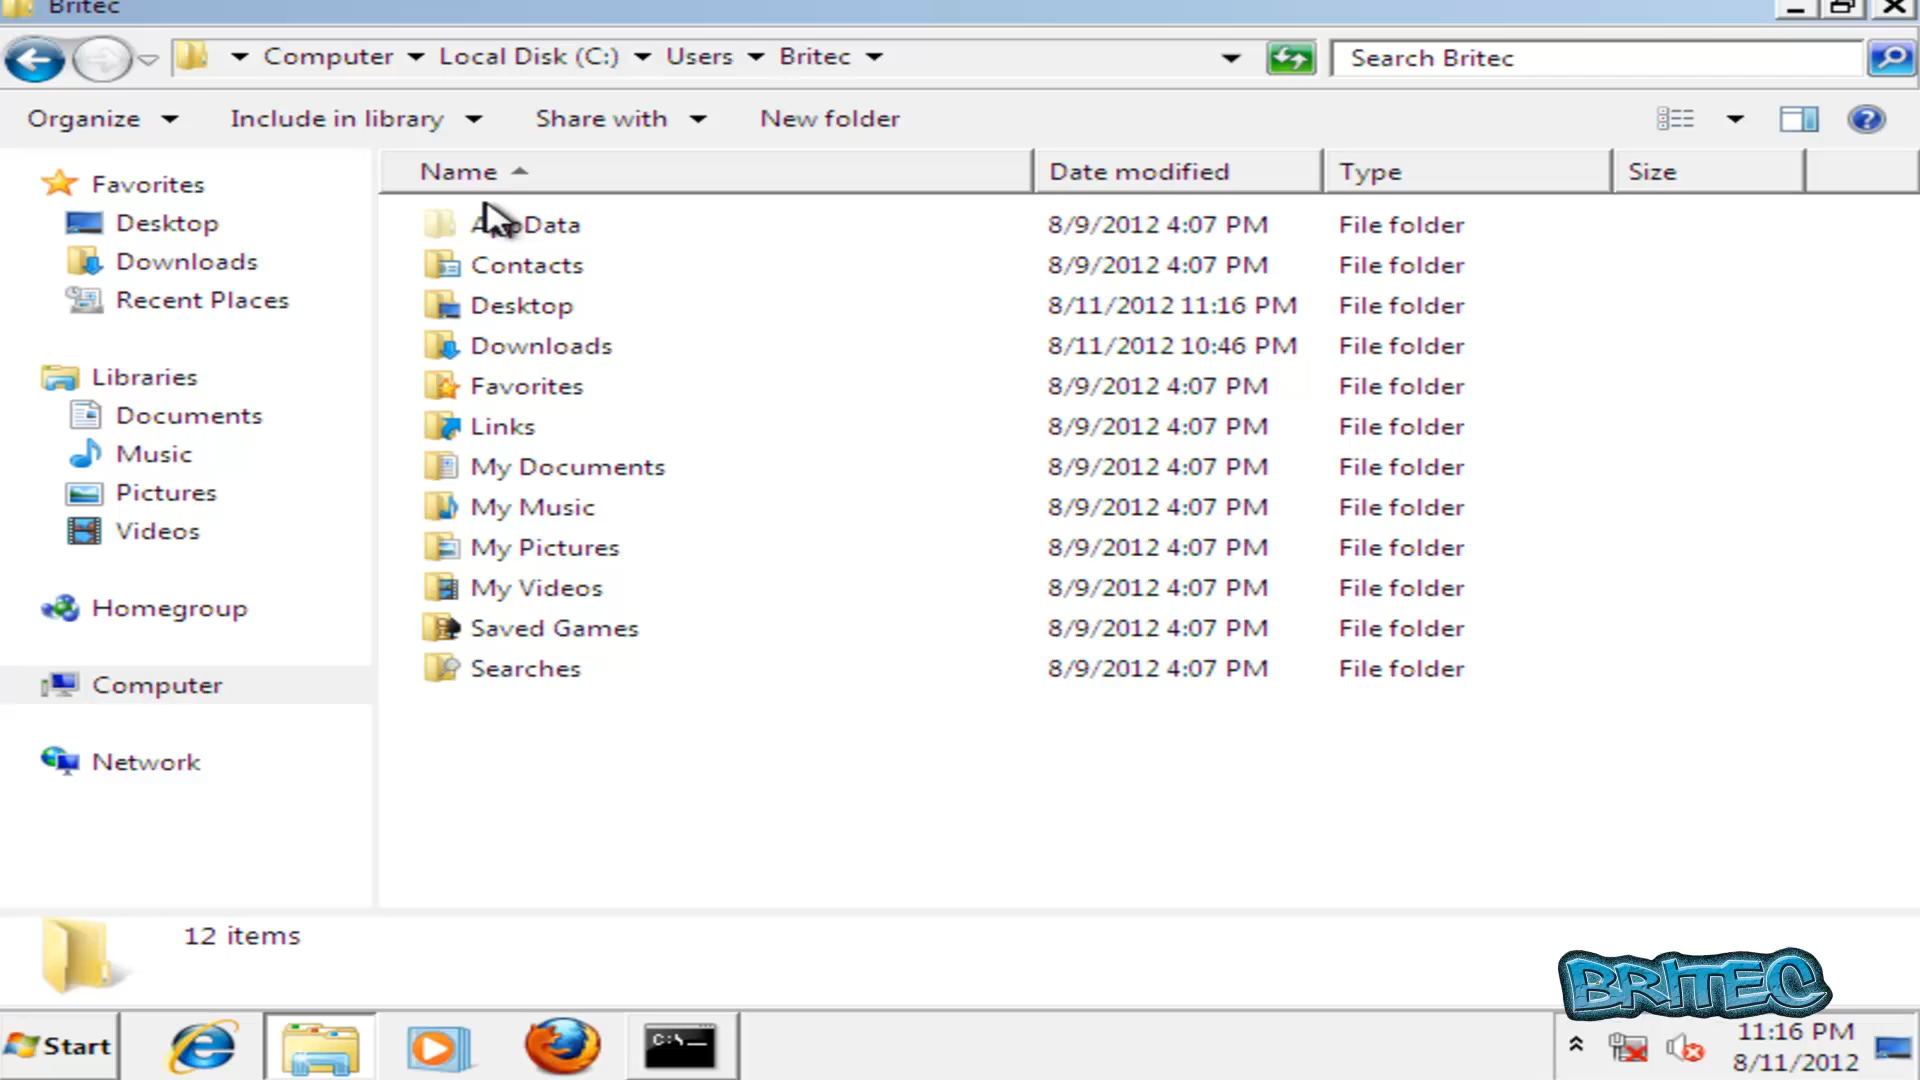 Britec
Computer Local Disk (C:) Users Britec
Search Britec
Organize Include in library Share with New folder
Name Date modified Type Size
Favorites
Desktop
Downloads
Recent Places
Libraries
Documents
Music
Pictures
Videos
Homegroup
Computer
Network
AppData 8/9/2012 4:07 PM File folder
Contacts 8/9/2012 4:07 PM File folder
Desktop 8/11/2012 11:16 PM File folder
Downloads 8/11/2012 10:46 PM File folder
Favorites 8/9/2012 4:07 PM File folder
Links 8/9/2012 4:07 PM File folder
My Documents 8/9/2012 4:07 PM File folder
My Music 8/9/2012 4:07 PM File folder
My Pictures 8/9/2012 4:07 PM File folder
My Videos 8/9/2012 4:07 PM File folder
Saved Games 8/9/2012 4:07 PM File folder
Searches 8/9/2012 4:07 PM File folder
12 items
BRITEC
Start
C:\
11:16 PM
8/11/2012